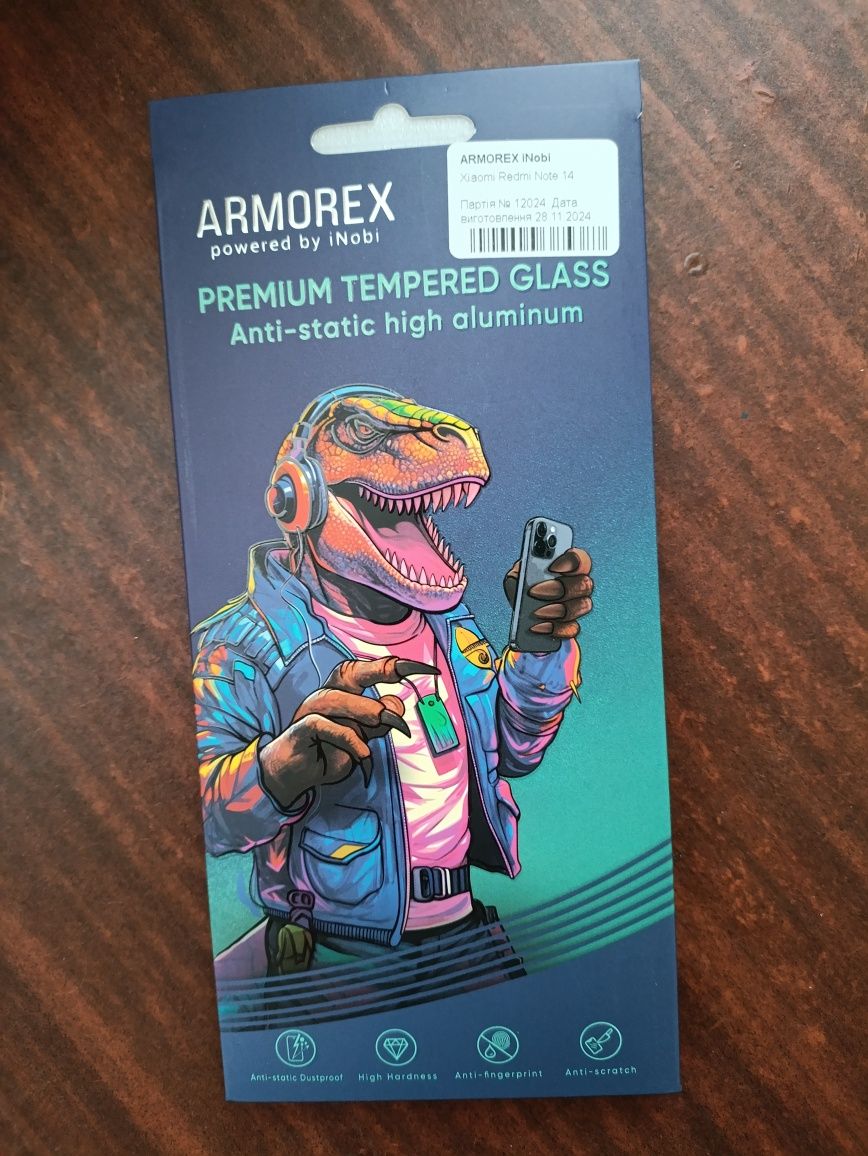 ARMOREX iNobi
Xiaomi Redmi Note 14
Партія № 12024 Дата
виготовлення 28 11 2024
ARMOREX
powered by iNobi
PREMIUM TEMPERED GLASS
Anti-static high aluminum
Anti-static Dustproof
High Hardness
Anti-fingerprint
Anti-scratch